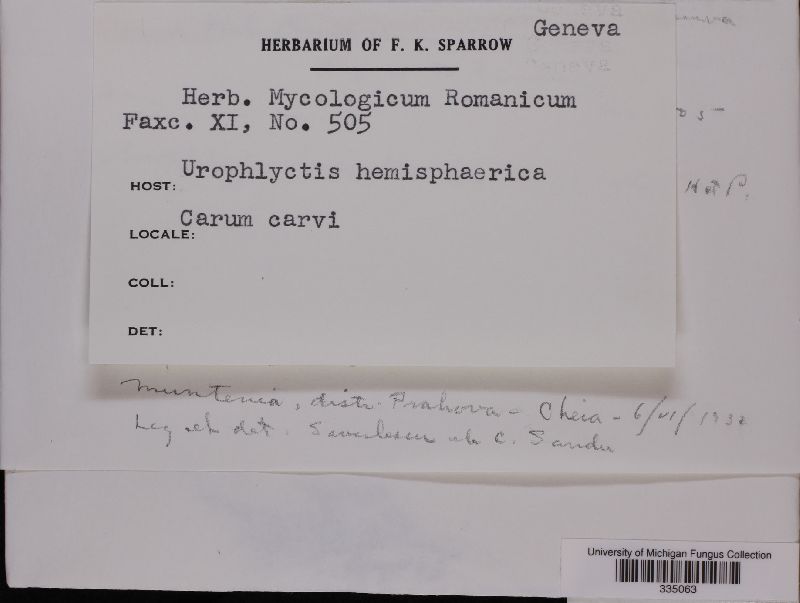 Geneva
HERBARIUM OF F. K. SPARROW
Herb. Mycologicum Romanicum
Faxc. XI, No. 505
Urophlyctis hemisphaerica
HOST:
Carum carvi
LOCALE:
COLL:
DET:
Muntenia, distr. Prahova - Cheia - 6/VI/1932
Leg et det. Savulescu et C. Sandu
University of Michigan Fungus Collection
335063